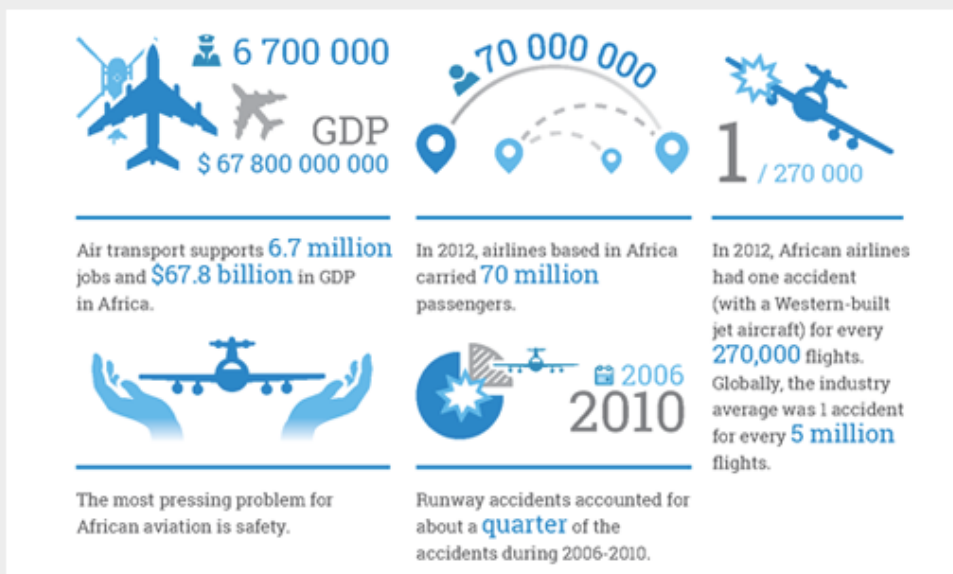 6 700 000
GDP
$ 67 800 000 000
Air transport supports 6.7 million
jobs and $67.8 billion in GDP
in Africa.
70 000 000
In 2012, airlines based in Africa
carried 70 million
passengers.
1 / 270 000
In 2012, African airlines
had one accident
(with a Western-built
jet aircraft) for every
270,000 flights.
Globally, the industry
average was 1 accident
for every 5 million
flights.
The most pressing problem for
African aviation is safety.
2006
2010
Runway accidents accounted for
about a quarter of the
accidents during 2006-2010.